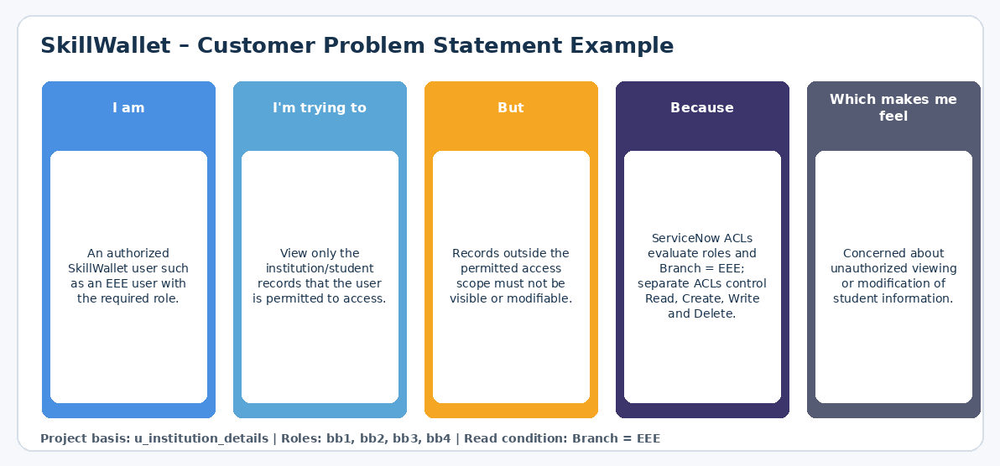 SkillWallet – Customer Problem Statement Example
I am
An authorized
SkillWallet user such
as an EEE user with
the required role.
I'm trying to
View only the
institution/student
records that the user
is permitted to access.
But
Records outside the
permitted access
scope must not be
visible or modifiable.
Because
ServiceNow ACLs
evaluate roles and
Branch = EEE;
separate ACLs control
Read, Create, Write
and Delete.
Which makes me
feel
Concerned about
unauthorized viewing
or modification of
student information.
Project basis: u_institution_details | Roles: bb1, bb2, bb3, bb4 | Read condition: Branch = EEE